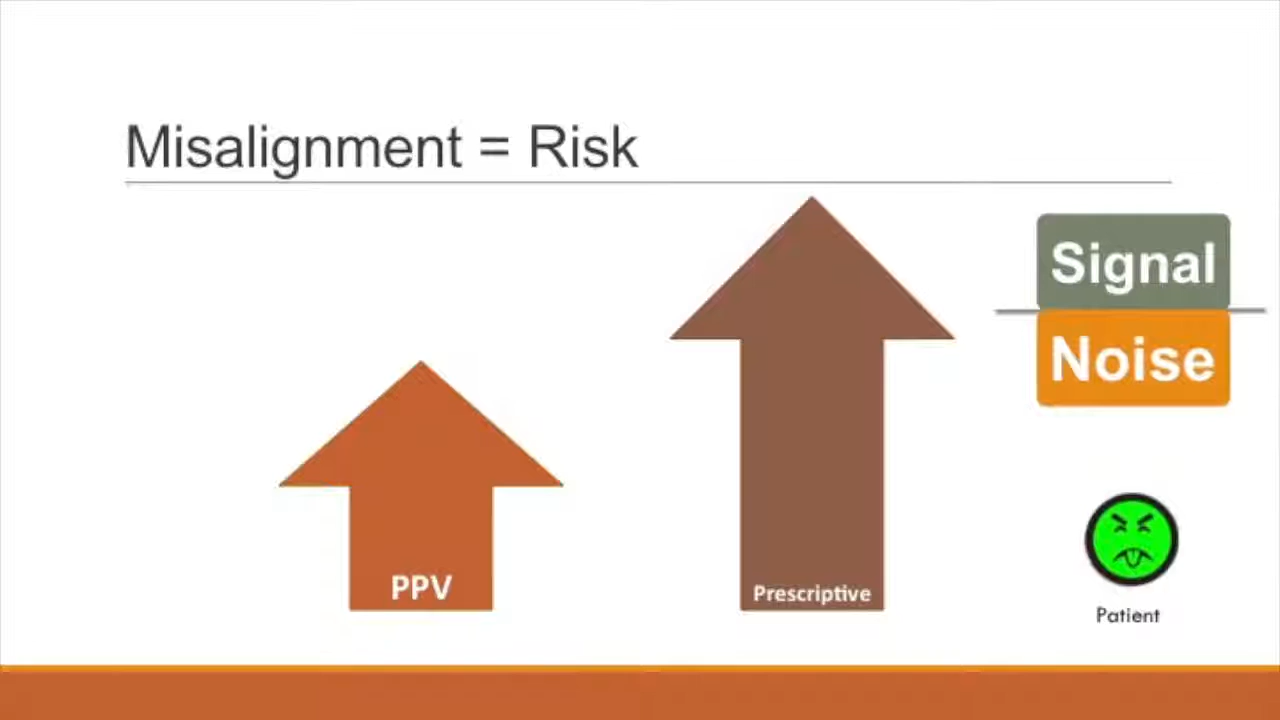 Misalignment = Risk
Signal
Noise
PPV
Prescriptive
Patient